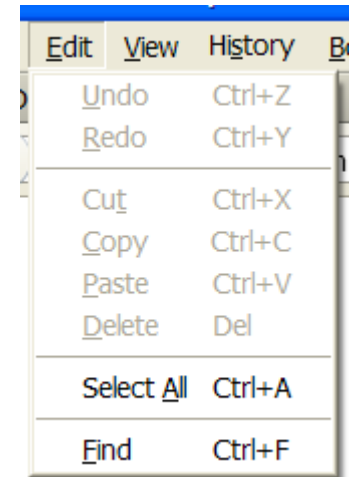 Edit View History
Undo Ctrl+Z
Redo Ctrl+Y
Cut Ctrl+X
Copy Ctrl+C
Paste Ctrl+V
Delete Del
Select All Ctrl+A
Find Ctrl+F